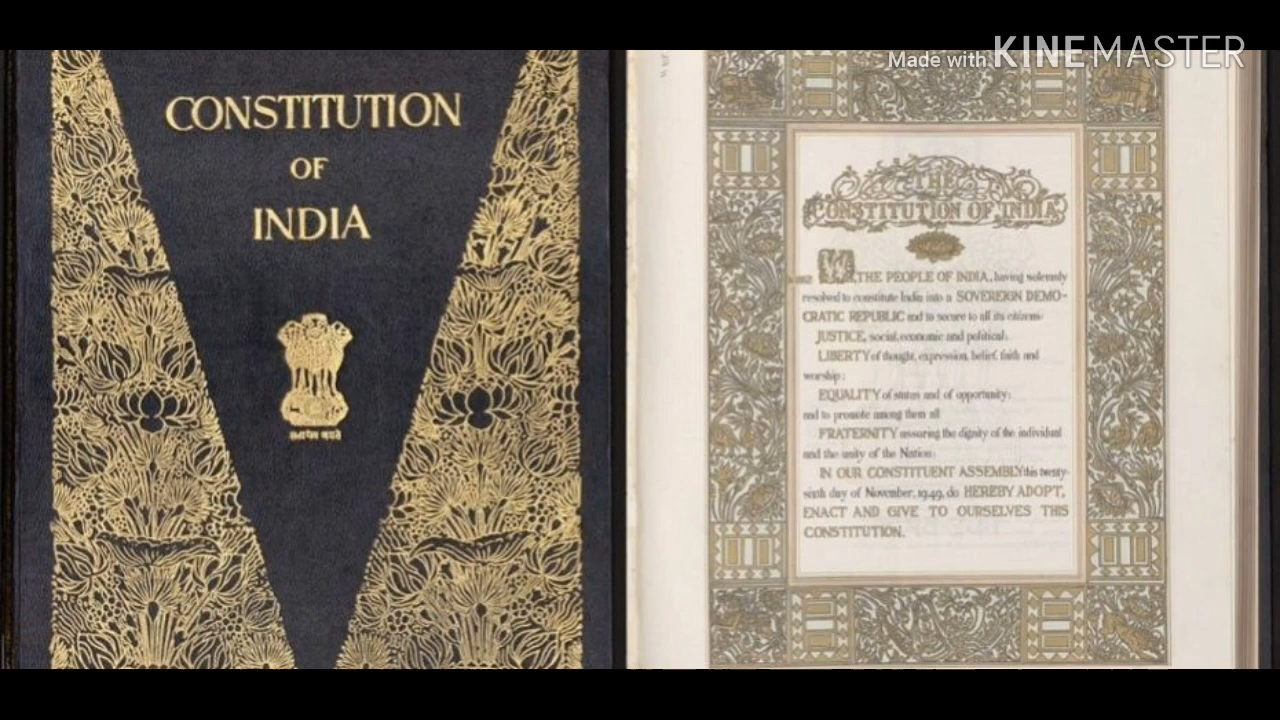 Made with KINEMASTER
CONSTITUTION
OF
INDIA
सत्यमेव जयते
THE
CONSTITUTION OF INDIA
WE, THE PEOPLE OF INDIA, having solemnly
resolved to constitute India into a SOVEREIGN DEMO-
CRATIC REPUBLIC and to secure to all its citizens:
JUSTICE, social, economic and political;
LIBERTY of thought, expression, belief, faith and
worship;
EQUALITY of status and of opportunity;
and to promote among them all
FRATERNITY assuring the dignity of the individual
and the unity of the Nation;
IN OUR CONSTITUENT ASSEMBLY this twenty-
sixth day of November, 1949, do HEREBY ADOPT,
ENACT AND GIVE TO OURSELVES THIS
CONSTITUTION.